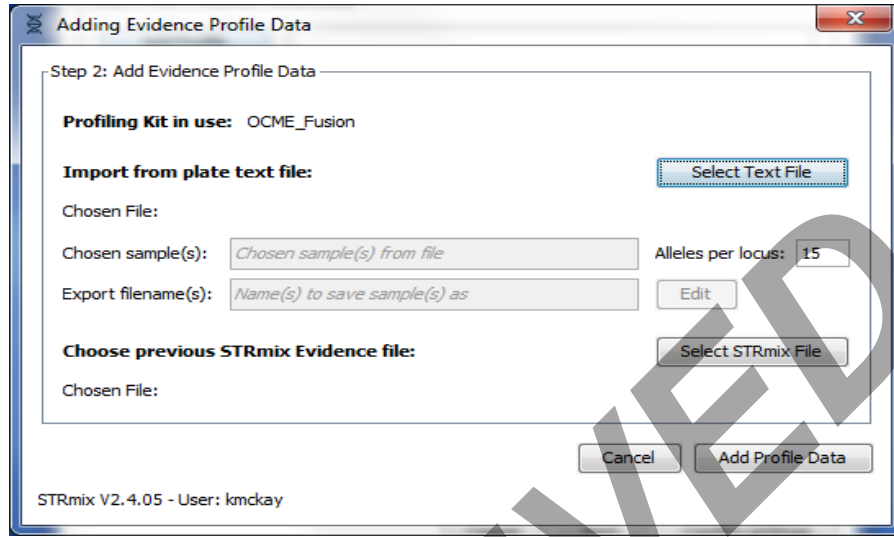 Adding Evidence Profile Data
Step 2: Add Evidence Profile Data
Profiling Kit in use: OCME_Fusion
Import from plate text file: Select Text File
Chosen File:
Chosen sample(s): Chosen sample(s) from file Alleles per locus: 15
Export filename(s): Name(s) to save sample(s) as Edit
Choose previous STRmix Evidence file: Select STRmix File
Chosen File:
Cancel Add Profile Data
STRmix V2.4.05 - User: kmckay